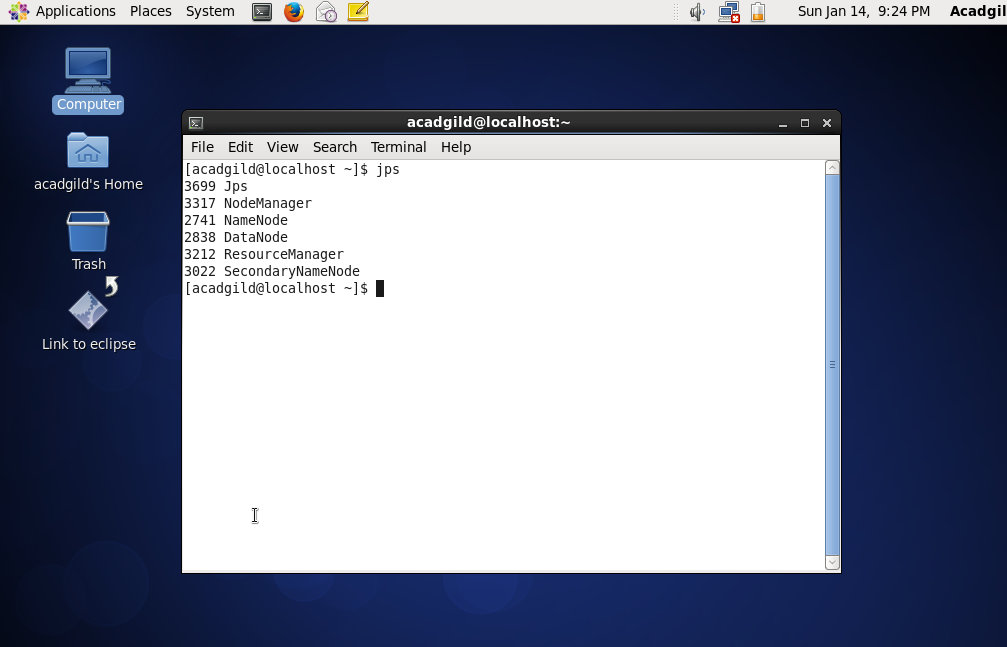 Applications Places System Sun Jan 14, 9:24 PM Acadgil
Computer
acadgild's Home
Trash
Link to eclipse
acadgild@localhost:~
File Edit View Search Terminal Help
[acadgild@localhost ~]$ jps
3699 Jps
3317 NodeManager
2741 NameNode
2838 DataNode
3212 ResourceManager
3022 SecondaryNameNode
[acadgild@localhost ~]$